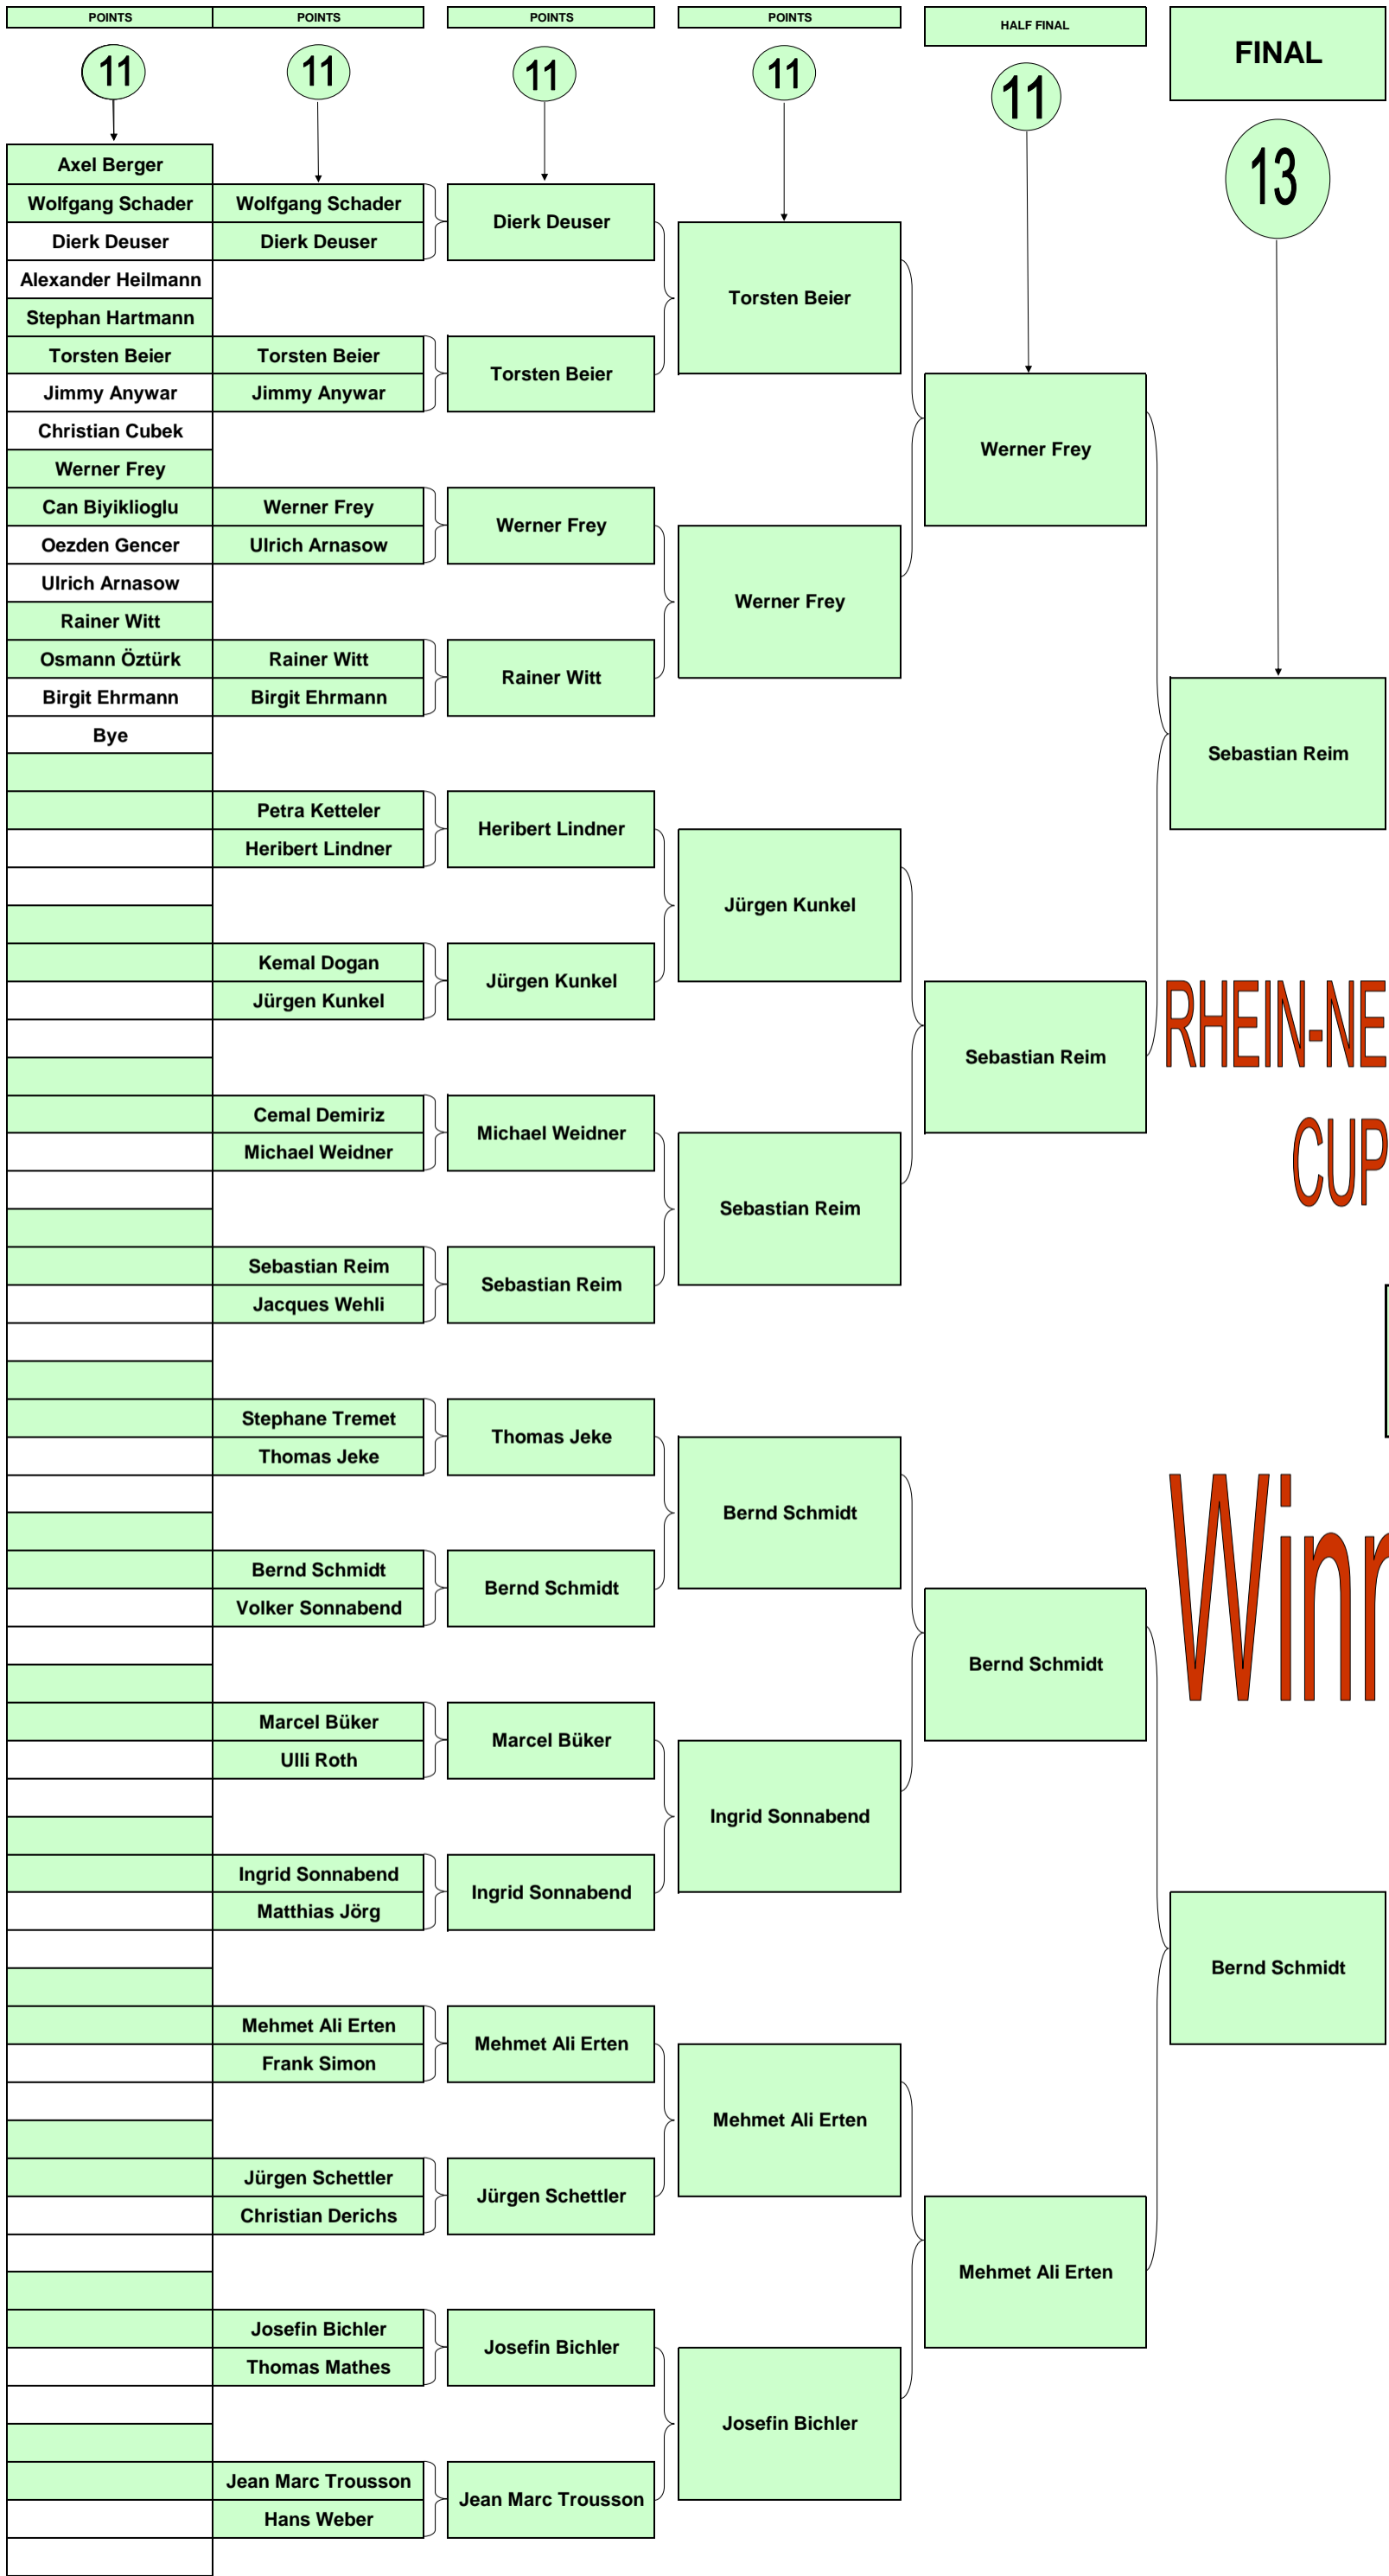 POINTS POINTS POINTS POINTS HALF FINAL FINAL
11 11 11 11 11 13
Axel Berger
Wolfgang Schader Wolfgang Schader Dierk Deuser
Dierk Deuser Dierk Deuser
Alexander Heilmann Torsten Beier
Stephan Hartmann
Torsten Beier Torsten Beier Torsten Beier
Jimmy Anywar Jimmy Anywar
Christian Cubek
Werner Frey Werner Frey
Can Biyiklioglu Werner Frey Werner Frey
Oezden Gencer Ulrich Arnasow
Ulrich Arnasow Werner Frey
Rainer Witt
Osmann Öztürk Rainer Witt Rainer Witt
Birgit Ehrmann Birgit Ehrmann
Bye
Sebastian Reim
Petra Ketteler Heribert Lindner
Heribert Lindner
Jürgen Kunkel
Kemal Dogan Jürgen Kunkel
Jürgen Kunkel
RHEIN-NE
Sebastian Reim
Cemal Demiriz Michael Weidner
Michael Weidner
CUP
Sebastian Reim
Sebastian Reim Sebastian Reim
Jacques Wehli
Stephane Tremet Thomas Jeke
Thomas Jeke
Bernd Schmidt
Bernd Schmidt Bernd Schmidt
Volker Sonnabend
Winn
Bernd Schmidt
Marcel Büker Marcel Büker
Ulli Roth
Ingrid Sonnabend
Ingrid Sonnabend Ingrid Sonnabend
Matthias Jörg
Bernd Schmidt
Mehmet Ali Erten Mehmet Ali Erten
Frank Simon
Mehmet Ali Erten
Jürgen Schettler Jürgen Schettler
Christian Derichs
Mehmet Ali Erten
Josefin Bichler Josefin Bichler
Thomas Mathes
Josefin Bichler
Jean Marc Trousson Jean Marc Trousson
Hans Weber